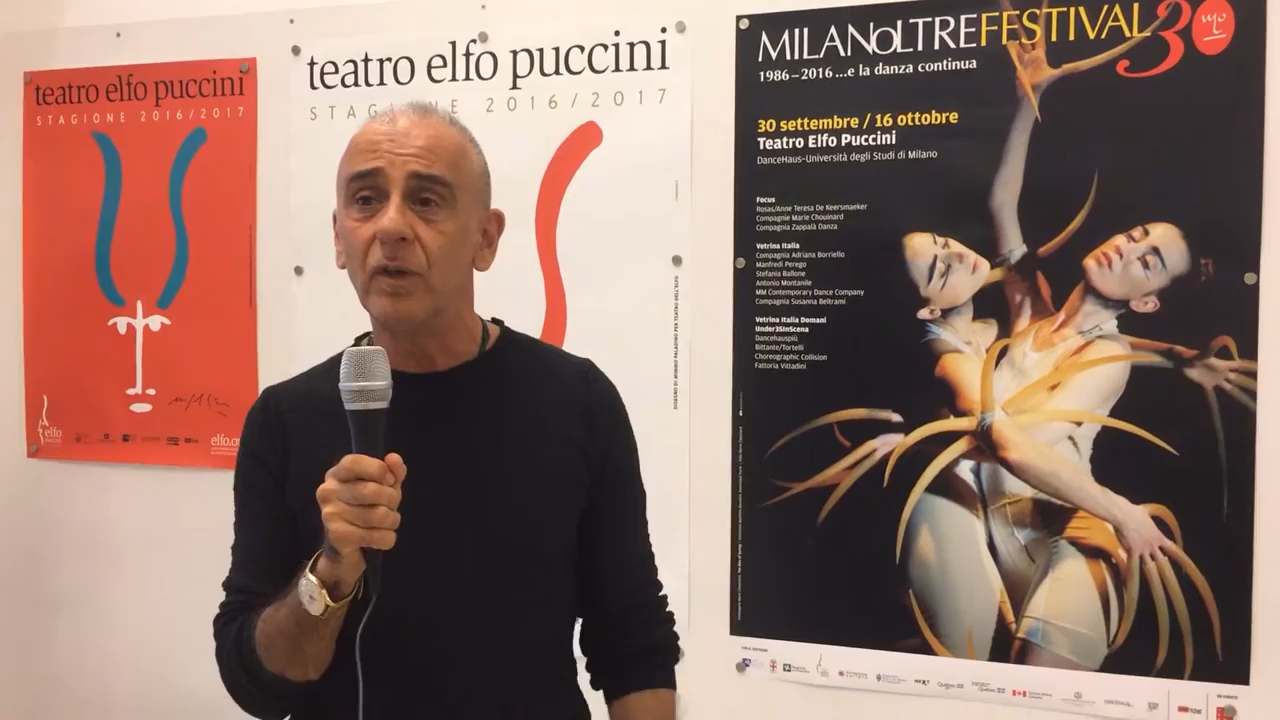 teatro elfo puccini
STAGIONE 2016/2017
elfo
elfo.o
teatro elfo puccini
STAG NE 2016/2017
MILANoLTREFESTIVAL30
1986–2016 ...e la danza continua
30 settembre / 16 ottobre
Teatro Elfo Puccini
DanceHaus-Università degli Studi di Milano
Focus
Rosas/Anne Teresa De Keersmaeker
Compagnie Marie Chouinard
Compagnia Zappalà Danza
Vetrina Italia
Compagnia Adriana Borriello
Manfredi Perego
Stefania Ballone
Antonio Montanile
MM Contemporary Dance Company
Compagnia Susanna Beltrami
Vetrina Italia Domani
Under35InScena
Dancehauspiù
Bittante/Tortelli
Choreographic Collision
Fattoria Vittadini